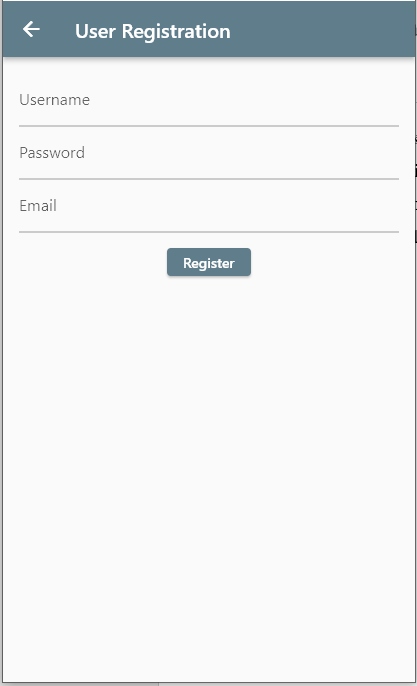 User Registration
Username
Password
Email
Register